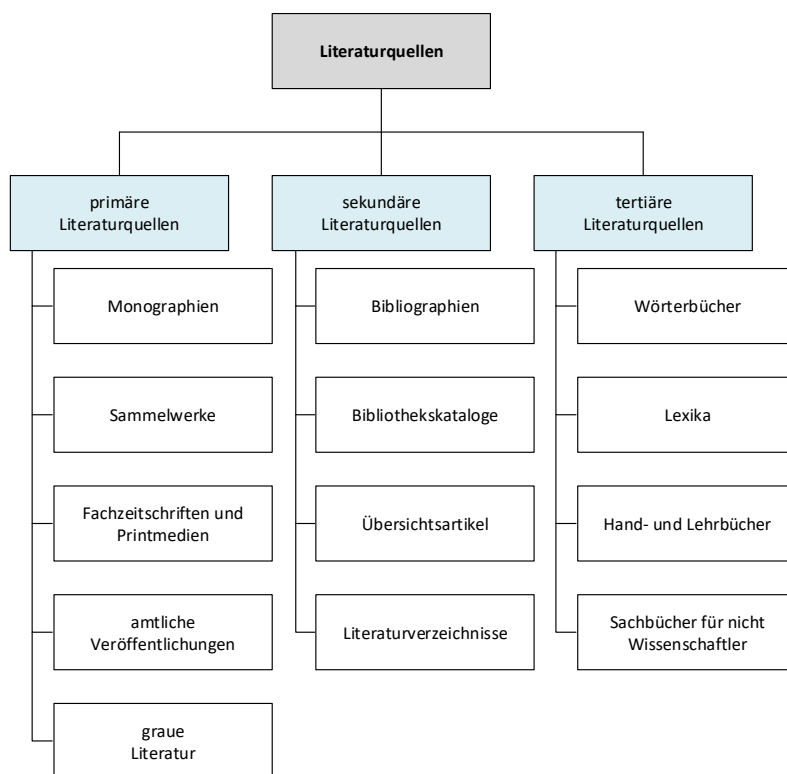 Literaturquellen
primäre
Literaturquellen
Monographien
Sammelwerke
Fachzeitschriften und
Printmedien
amtliche
Veröffentlichungen
graue
Literatur
sekundäre
Literaturquellen
Bibliographien
Bibliothekskataloge
Übersichtsartikel
Literaturverzeichnisse
tertiäre
Literaturquellen
Wörterbücher
Lexika
Hand- und Lehrbücher
Sachbücher für nicht
Wissenschaftler